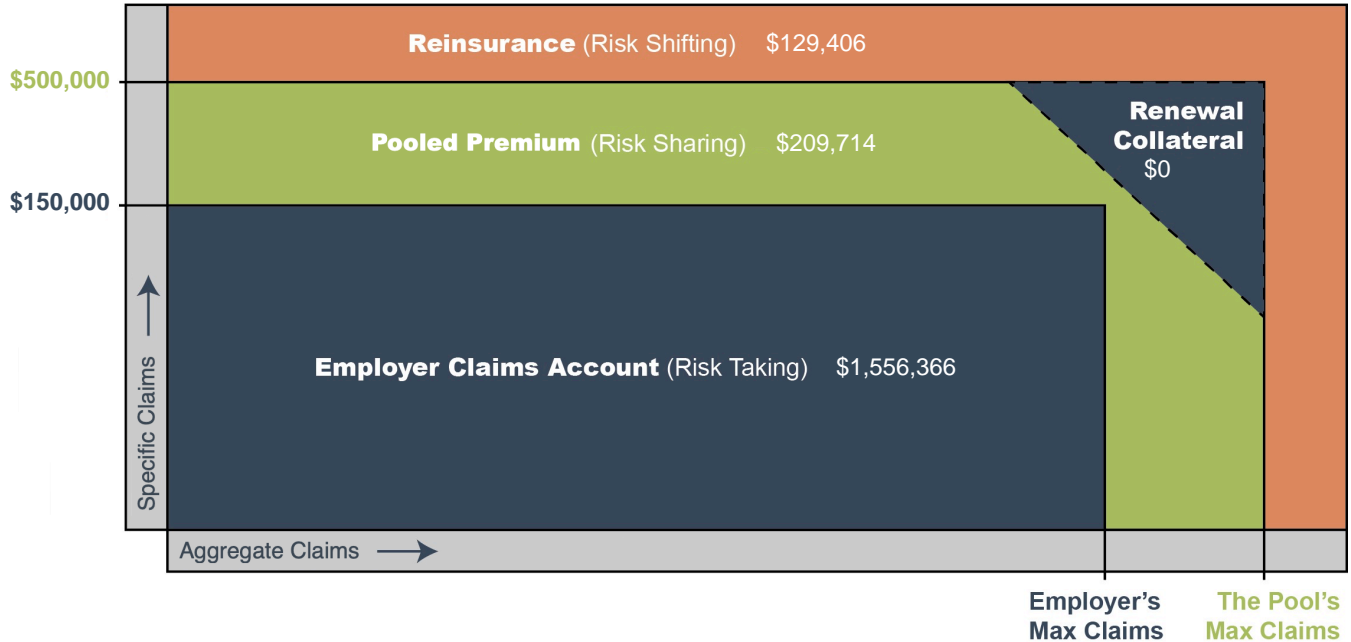 Reinsurance (Risk Shifting) $129,406
$500,000
Renewal
Collateral
$0
Pooled Premium (Risk Sharing) $209,714
$150,000
Employer Claims Account (Risk Taking) $1,556,366
Specific Claims
Aggregate Claims
Employer’s
Max Claims
The Pool’s
Max Claims